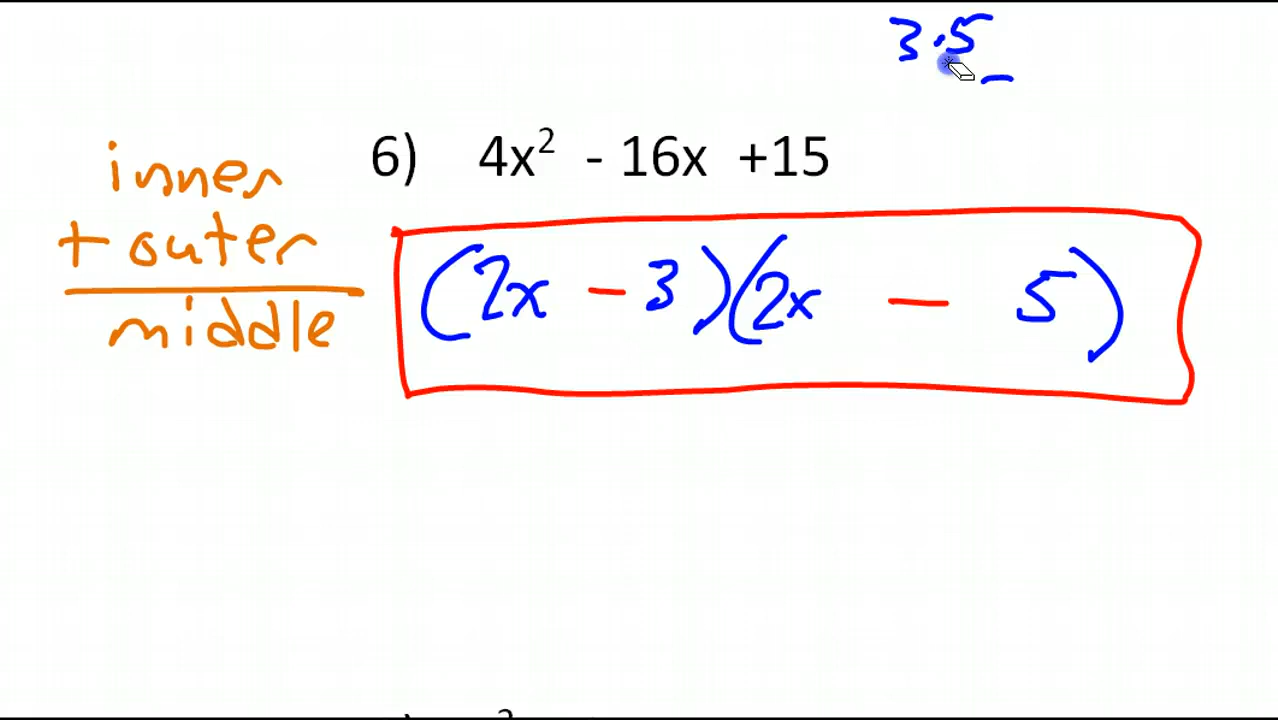 3·5
6) 4x² - 16x +15
inner
+ outer
middle
(2x - 3)(2x - 5)